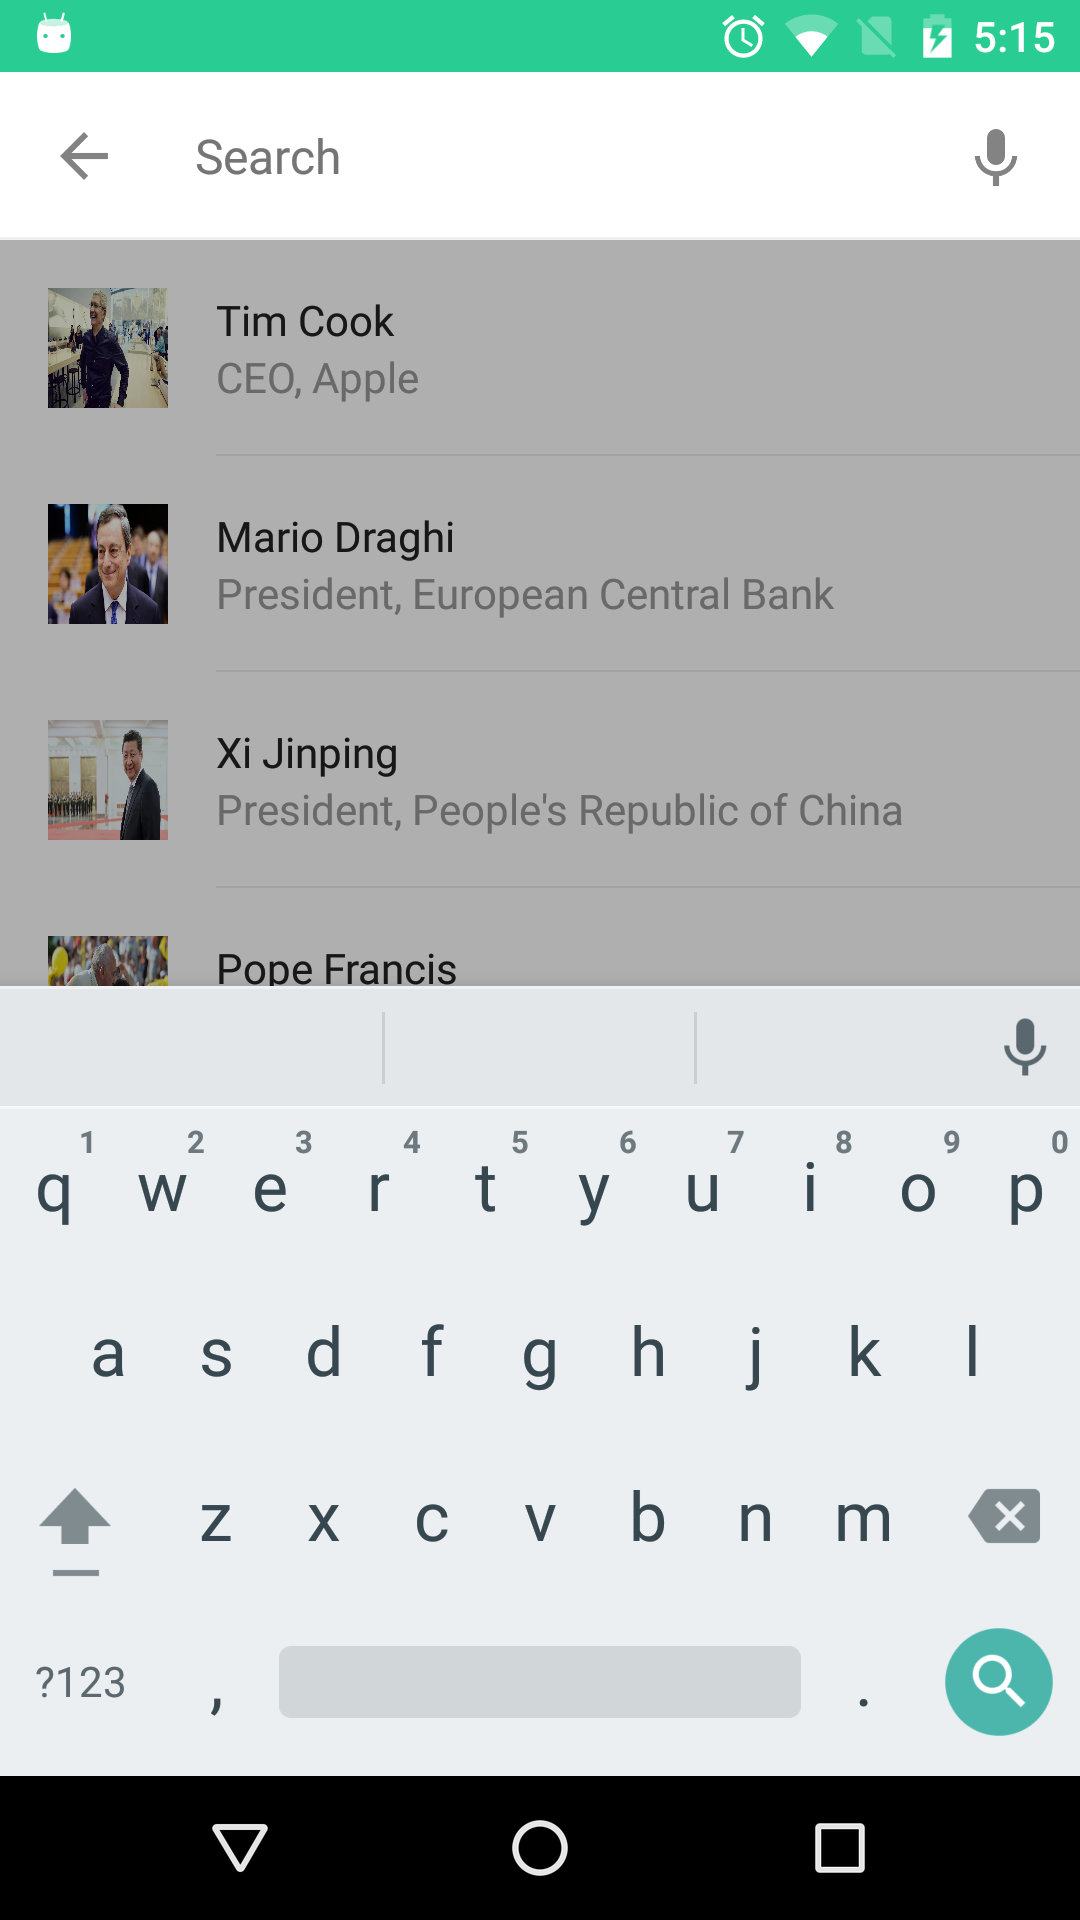 5:15
Search
Tim Cook
CEO, Apple
Mario Draghi
President, European Central Bank
Xi Jinping
President, People's Republic of China
Pope Francis
1 2 3 4 5 6 7 8 9 0
q w e r t y u i o p
a s d f g h j k l
z x c v b n m
?123 , .